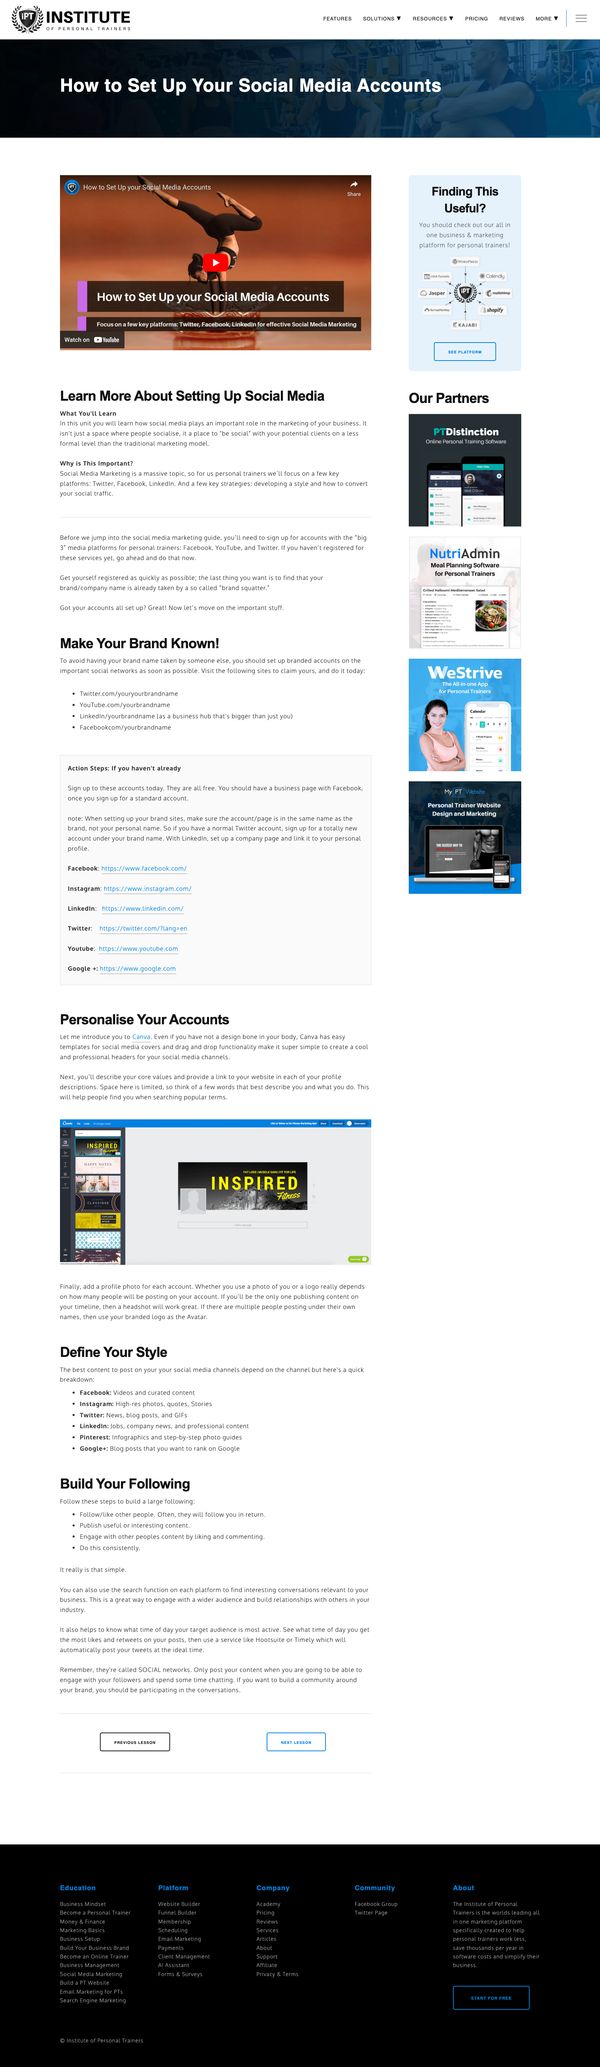 IPT INSTITUTE
OF PERSONAL TRAINERS
FEATURES SOLUTIONS ▼ RESOURCES ▼ PRICING REVIEWS MORE ▼
How to Set Up Your Social Media Accounts
How to Set Up your Social Media Accounts
Share
How to Set Up your Social Media Accounts
Focus on a few key platforms: Twitter, Facebook, LinkedIn for effective Social Media Marketing
Watch on YouTube
Learn More About Setting Up Social Media
What You'll Learn
In this unit you will learn how social media plays an important role in the marketing of your business. It
isn't just a space where people socialise, it a place to "be social" with your potential clients on a less
formal level than the traditional marketing model.
Why is This Important?
Social Media Marketing is a massive topic, so for us personal trainers we'll focus on a few key
platforms: Twitter, Facebook, LinkedIn. And a few key strategies: developing a style and how to convert
your social traffic.
Before we jump into the social media marketing guide, you'll need to sign up for accounts with the "big
3" media platforms for personal trainers: Facebook, YouTube, and Twitter. If you haven't registered for
these services yet, go ahead and do that now.
Get yourself registered as quickly as possible; the last thing you want is to find that your
brand/company name is already taken by a so called "brand squatter."
Got your accounts all set up? Great! Now let's move on the important stuff.
Make Your Brand Known!
To avoid having your brand name taken by someone else, you should set up branded accounts on the
important social networks as soon as possible. Visit the following sites to claim yours, and do it today:
Twitter.com/youryourbrandname
YouTube.com/yourbrandname
LinkedIn/yourbrandname (as a business hub that's bigger than just you)
Facebookcom/yourbrandname
Action Steps: If you haven't already
Sign up to these accounts today. They are all free. You should have a business page with Facebook,
once you sign up for a standard account.
note: When setting up your brand sites, make sure the account/page is in the same name as the
brand, not your personal name. So if you have a normal Twitter account, sign up for a totally new
account under your brand name. With LinkedIn, set up a company page and link it to your personal
profile.
Facebook: https://www.facebook.com/
Instagram: https://www.instagram.com/
LinkedIn: https://www.linkedin.com/
Twitter: https://twitter.com/?lang=en
Youtube: https://www.youtube.com
Google +: https://www.google.com
Personalise Your Accounts
Let me introduce you to Canva. Even if you have not a design bone in your body, Canva has easy
templates for social media covers and drag and drop functionality make it super simple to create a cool
and professional headers for your social media channels.
Next, you'll describe your core values and provide a link to your website in each of your profile
descriptions. Space here is limited, so think of a few words that best describe you and what you do. This
will help people find you when searching popular terms.
INSPIRED
HAPPY NOTES
INSPIRED
Fitness
Finally, add a profile photo for each account. Whether you use a photo of you or a logo really depends
on how many people will be posting on your account. If you'll be the only one publishing content on
your timeline, then a headshot will work great. If there are multiple people posting under their own
names, then use your branded logo as the Avatar.
Define Your Style
The best content to post on your your social media channels depend on the channel but here's a quick
breakdown:
Facebook: Videos and curated content
Instagram: High-res photos, quotes, Stories
Twitter: News, blog posts, and GIFs
LinkedIn: Jobs, company news, and professional content
Pinterest: Infographics and step-by-step photo guides
Google+: Blog posts that you want to rank on Google
Build Your Following
Follow these steps to build a large following:
Follow/like other people. Often, they will follow you in return.
Publish useful or interesting content.
Engage with other peoples content by liking and commenting.
Do this consistently.
It really is that simple.
You can also use the search function on each platform to find interesting conversations relevant to your
business. This is a great way to engage with a wider audience and build relationships with others in your
industry.
It also helps to know what time of day your target audience is most active. See what time of day you get
the most likes and retweets on your posts, then use a service like Hootsuite or Timely which will
automatically post your tweets at the ideal time.
Remember, they're called SOCIAL networks. Only post your content when you are going to be able to
engage with your followers and spend some time chatting. If you want to build a community around
your brand, you should be participating in the conversations.
PREVIOUS LESSON
NEXT LESSON
Finding This
Useful?
You should check out our all in
one business & marketing
platform for personal trainers!
Calendly
Jasper
IPT
mailchimp
shopify
KAJABI
SEE PLATFORM
Our Partners
PTDistinction
Online Personal Training Software
NutriAdmin
Meal Planning Software
for Personal Trainers
Grilled Halloumi Mediterranean Salad
WeStrive
The All-in-one App
for Personal Trainers
Calendar
My PT Website
Personal Trainer Website
Design and Marketing
Education
Business Mindset
Become a Personal Trainer
Money & Finance
Marketing Basics
Business Setup
Build Your Business Brand
Become an Online Trainer
Business Management
Social Media Marketing
Build a PT Website
Email Marketing for PTs
Search Engine Marketing
Platform
Website Builder
Funnel Builder
Membership
Scheduling
Email Marketing
Payments
Client Management
AI Assistant
Forms & Surveys
Company
Academy
Pricing
Reviews
Services
Articles
About
Support
Affiliate
Privacy & Terms
Community
Facebook Group
Twitter Page
About
The Institute of Personal
Trainers is the worlds leading all
in one marketing platform
specifically created to help
personal trainers work less,
save thousands per year in
software costs and simplify their
business.
START FOR FREE
© Institute of Personal Trainers